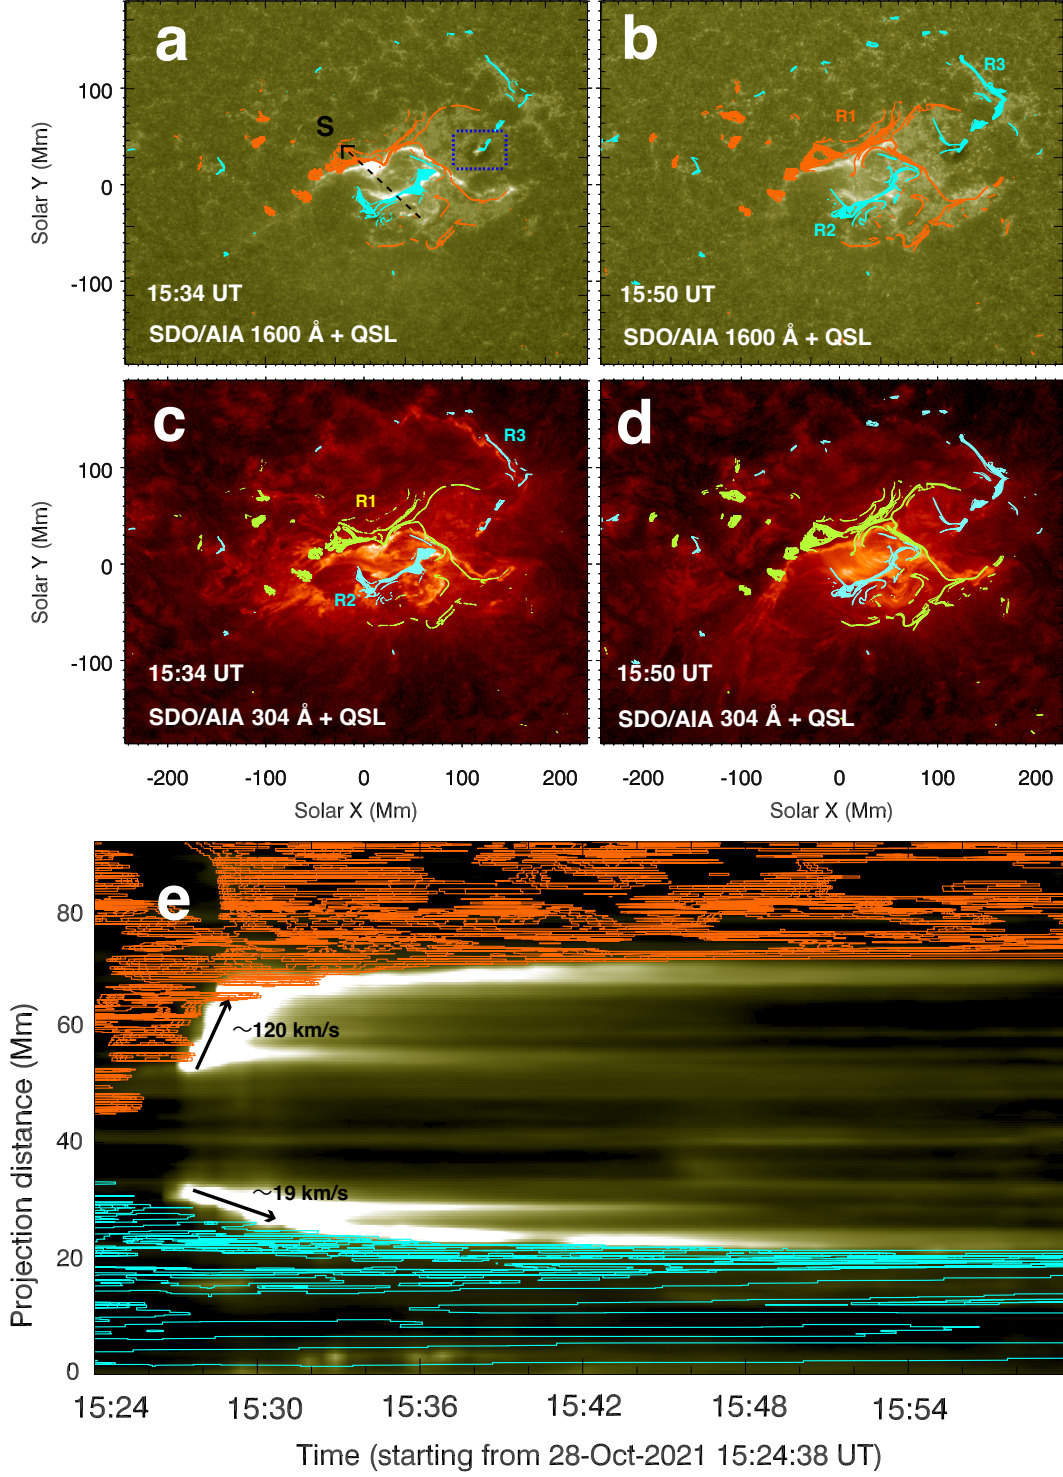 a
b
S
R1
R2
R3
100
0
-100
Solar Y (Mm)
15:34 UT
SDO/AIA 1600 Å + QSL
15:50 UT
SDO/AIA 1600 Å + QSL
c
d
R3
R1
R2
100
0
-100
Solar Y (Mm)
15:34 UT
SDO/AIA 304 Å + QSL
15:50 UT
SDO/AIA 304 Å + QSL
-200 -100 0 100 200
-200 -100 0 100 200
Solar X (Mm)
Solar X (Mm)
e
80
60
40
20
0
Projection distance (Mm)
~120 km/s
~19 km/s
15:24 15:30 15:36 15:42 15:48 15:54
Time (starting from 28-Oct-2021 15:24:38 UT)